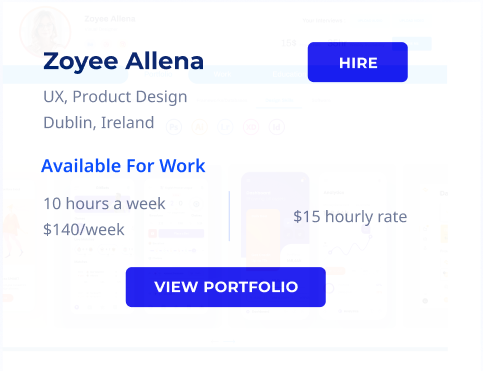 Zoyee Allena
HIRE
UX, Product Design
Dublin, Ireland
Available For Work
10 hours a week
$140/week
$15 hourly rate
VIEW PORTFOLIO